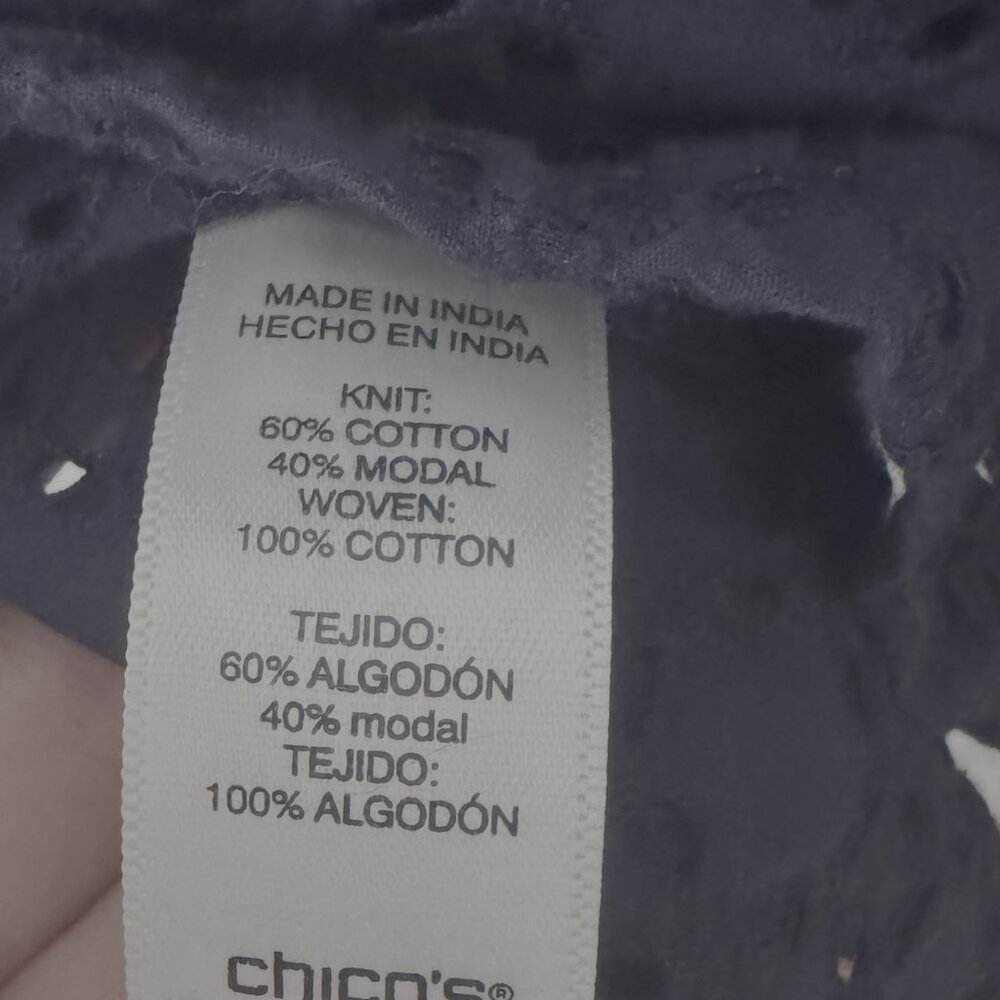 MADE IN INDIA
HECHO EN INDIA
KNIT:
60% COTTON
40% MODAL
WOVEN:
100% COTTON
TEJIDO:
60% ALGODÓN
40% modal
TEJIDO:
100% ALGODÓN
chico's®